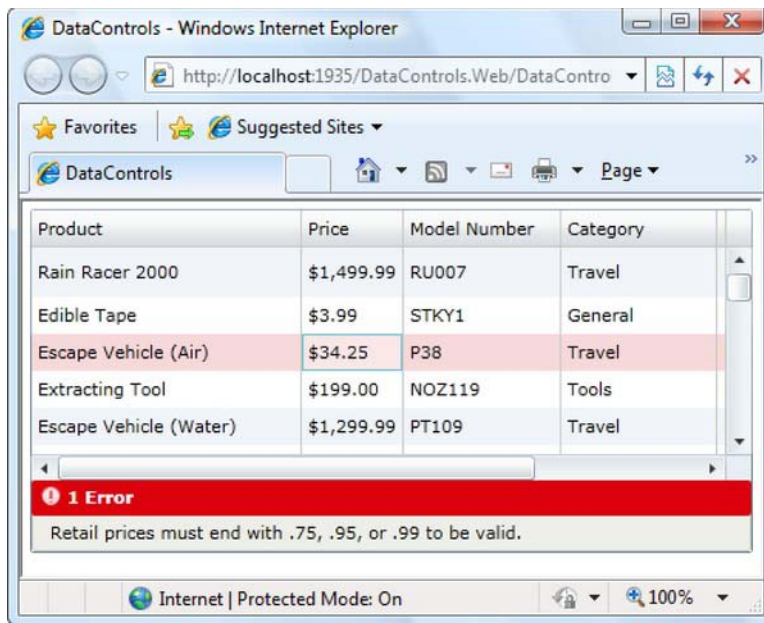 DataControls - Windows Internet Explorer
http://localhost:1935/DataControls.Web/DataContro
Favorites Suggested Sites
DataControls Page »
Product Price Model Number Category
Rain Racer 2000 $1,499.99 RU007 Travel
Edible Tape $3.99 STKY1 General
Escape Vehicle (Air) $34.25 P38 Travel
Extracting Tool $199.00 NOZ119 Tools
Escape Vehicle (Water) $1,299.99 PT109 Travel
1 Error
Retail prices must end with .75, .95, or .99 to be valid.
Internet | Protected Mode: On 100%